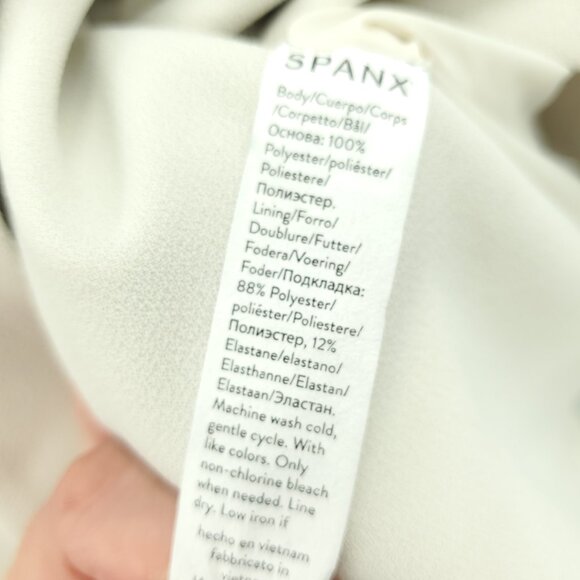 SPANX
Body/Cuerpo/Corps
/Corpetto/Bål/
Основа: 100%
Polyester/poliéster/
Poliestere/
Полиэстер.
Lining/Forro/
Doublure/Futter/
Fodera/Voering/
Foder/Подкладка:
88% Polyester/
poliéster/Poliestere/
Полиэстер, 12%
Elastane/elastano/
Elasthanne/Elastan/
Elastaan/Эластан.
Machine wash cold,
gentle cycle. With
like colors. Only
non-chlorine bleach
when needed. Line
dry. Low iron if
hecho en vietnam
fabbricato in